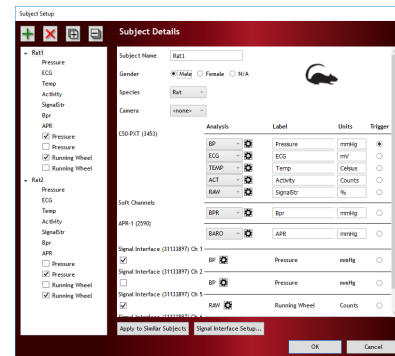 Subject Setup
Subject Details
Rat1
Pressure
ECG
Temp
Activity
SignalStr
Bpr
APR
Pressure
Pressure
Running Wheel
Running Wheel
Rat2
Pressure
ECG
Temp
Activity
SignalStr
Bpr
APR
Pressure
Pressure
Running Wheel
Running Wheel
Subject Name Rat1
Gender Male Female N/A
Species Rat
Camera <none>
Analysis Label Units Trigger
C50-PXT (3453)
BP Pressure mmHg
ECG ECG mV
TEMP Temp Celsius
ACT Activity Counts
RAW SignalStr %
Soft Channels
BPR Bpr mmHg
APR-1 (2590)
BARO APR mmHg
Signal Interface (31133897) Ch 1
BP Pressure mmHg
Signal Interface (31133897) Ch 2
BP Pressure mmHg
Signal Interface (31133897) Ch 5
RAW Running Wheel Counts
Apply to Similar Subjects Signal Interface Setup...
OK Cancel